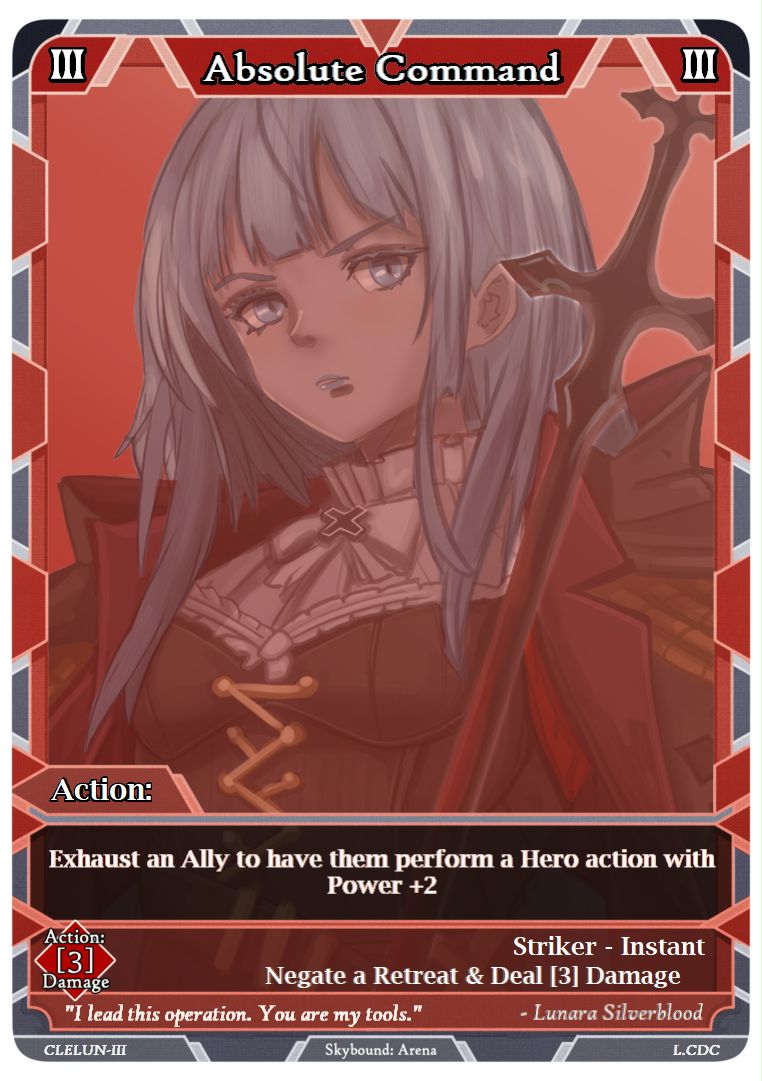 III Absolute Command III
Action:
Exhaust an Ally to have them perform a Hero action with
Power +2
Action:
[3]
Damage
Striker - Instant
Negate a Retreat & Deal [3] Damage
"I lead this operation. You are my tools." - Lunara Silverblood
CLELUN-III Skybound: Arena L.CDC